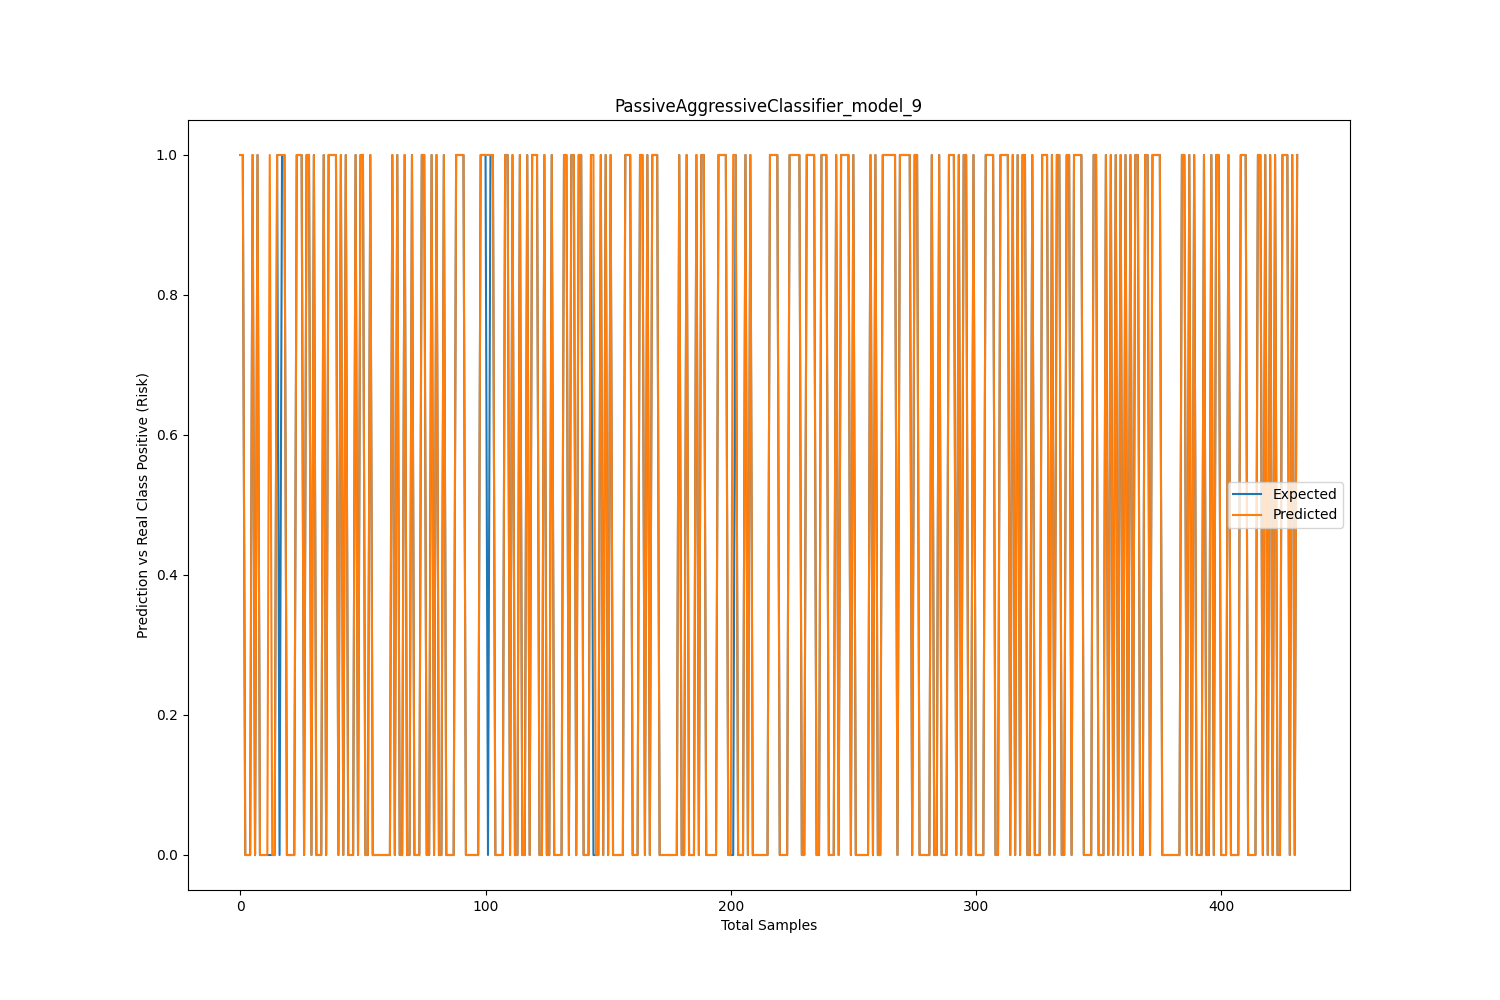 PassiveAggressiveClassifier_model_9
1.0
0.8
0.6
0.4
0.2
0.0
Prediction vs Real Class Positive (Risk)
Expected
Predicted
0
100
200
300
400
Total Samples